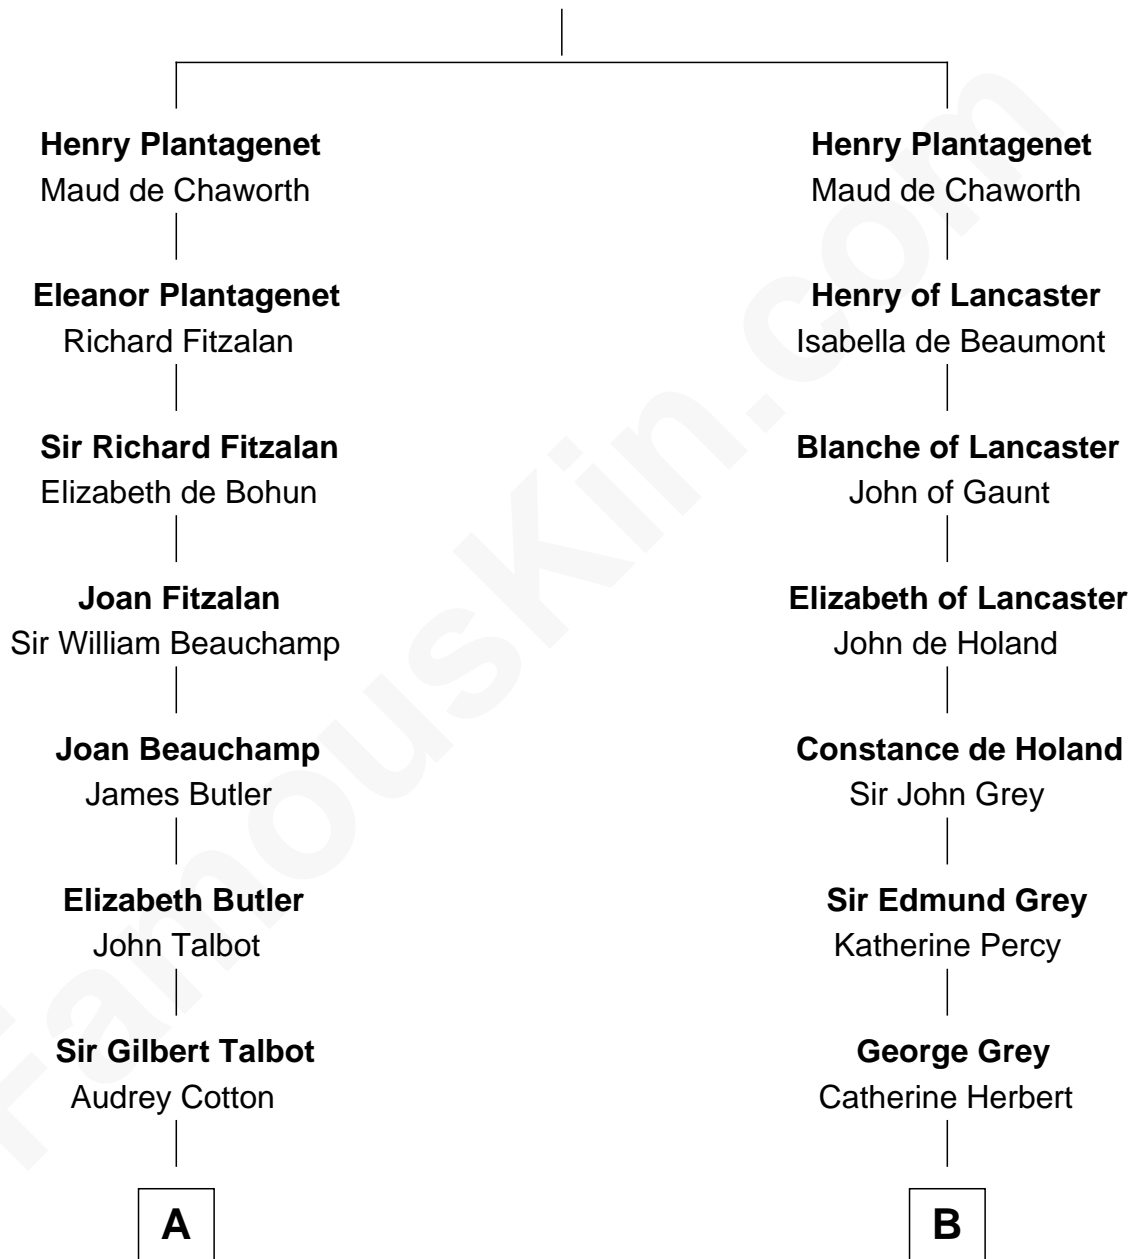 Henry Plantagenet
Maud de Chaworth
Eleanor Plantagenet
Richard Fitzalan
Sir Richard Fitzalan
Elizabeth de Bohun
Joan Fitzalan
Sir William Beauchamp
Joan Beauchamp
James Butler
Elizabeth Butler
John Talbot
Sir Gilbert Talbot
Audrey Cotton
A
Henry Plantagenet
Maud de Chaworth
Henry of Lancaster
Isabella de Beaumont
Blanche of Lancaster
John of Gaunt
Elizabeth of Lancaster
John de Holand
Constance de Holand
Sir John Grey
Sir Edmund Grey
Katherine Percy
George Grey
Catherine Herbert
B
FamousKin.com